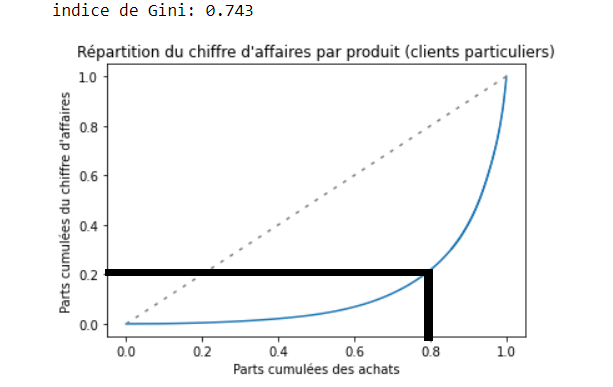 indice de Gini: 0.743
Répartition du chiffre d'affaires par produit (clients particuliers)
Parts cumulées du chiffre d'affaires
1.0
0.8
0.6
0.4
0.2
0.0
0.0 0.2 0.4 0.6 0.8 1.0
Parts cumulées des achats